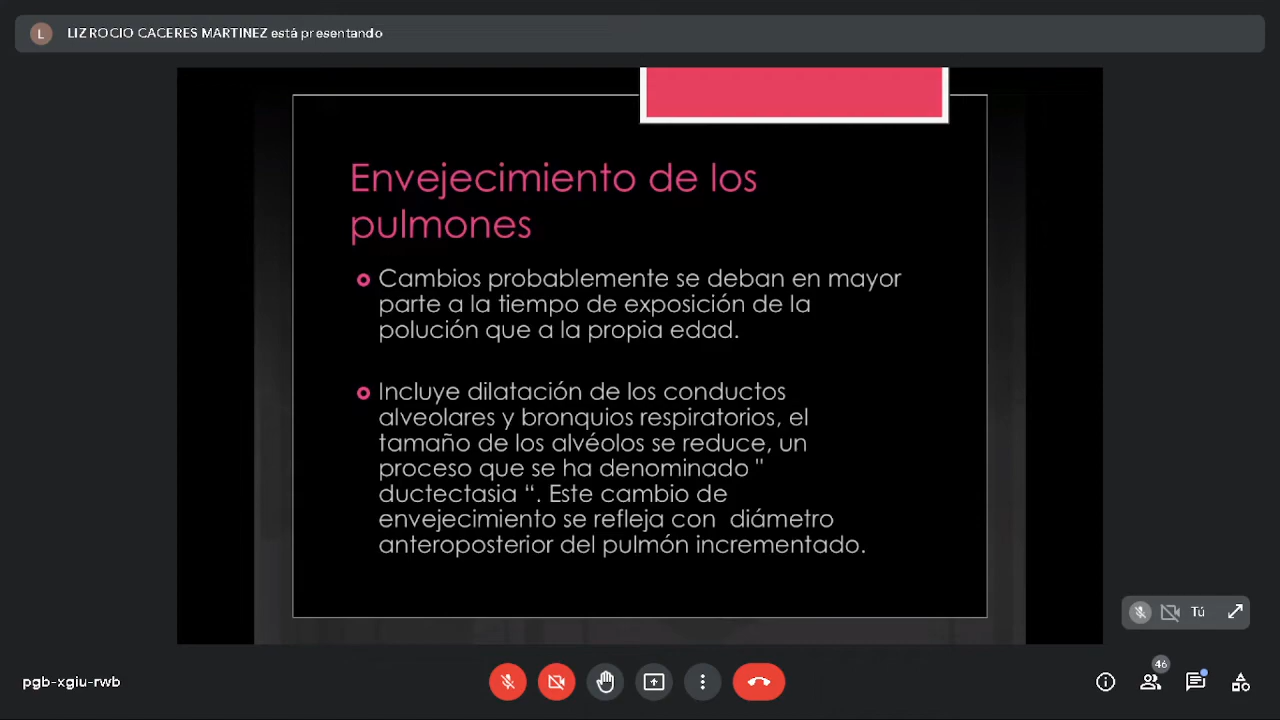 L
LIZ ROCIO CACERES MARTINEZ está presentando
Envejecimiento de los
pulmones
Cambios probablemente se deban en mayor
parte a la tiempo de exposición de la
polución que a la propia edad.
Incluye dilatación de los conductos
alveolares y bronquios respiratorios, el
tamaño de los alvéolos se reduce, un
proceso que se ha denominado "
ductectasia “. Este cambio de
envejecimiento se refleja con  diámetro
anteroposterior del pulmón incrementado.
Tú
pgb-xgiu-rwb
46